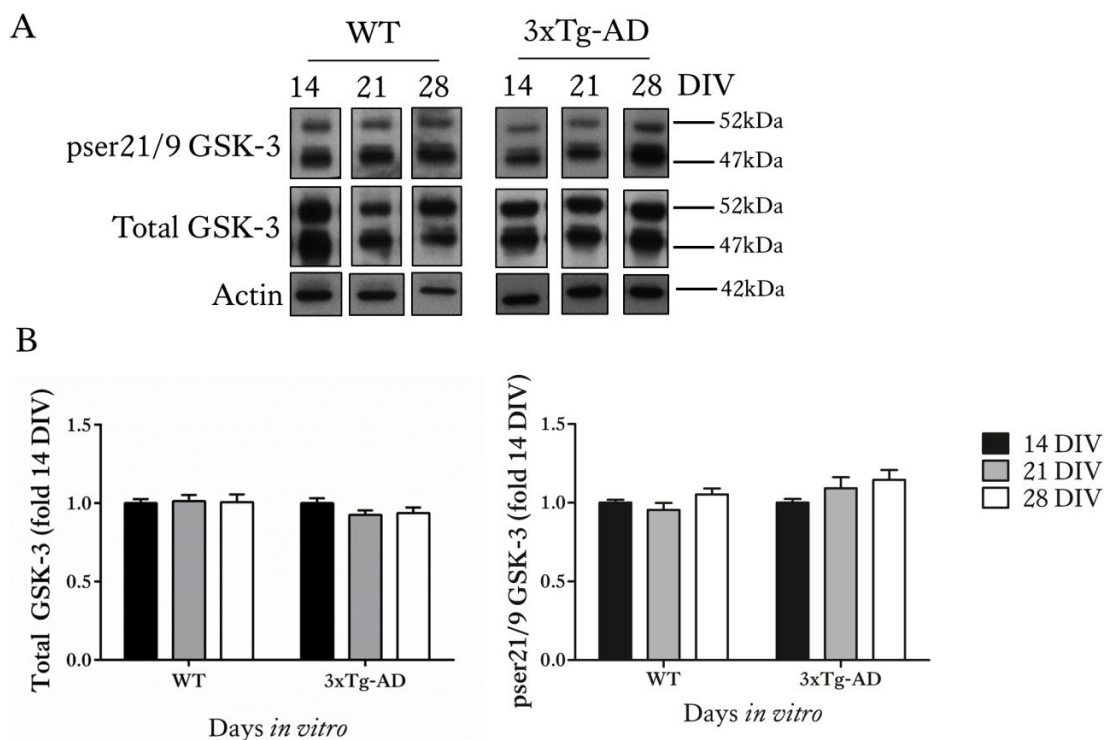 A
WT 3xTg-AD
14 21 28 14 21 28 DIV
pser21/9 GSK-3 52kDa
47kDa
Total GSK-3 52kDa
47kDa
Actin 42kDa
B
Total GSK-3 (fold 14 DIV)
1.5
1.0
0.5
0.0
WT 3xTg-AD
Days in vitro
pser21/9 GSK-3 (fold 14 DIV)
1.5
1.0
0.5
0.0
WT 3xTg-AD
Days in vitro
14 DIV
21 DIV
28 DIV